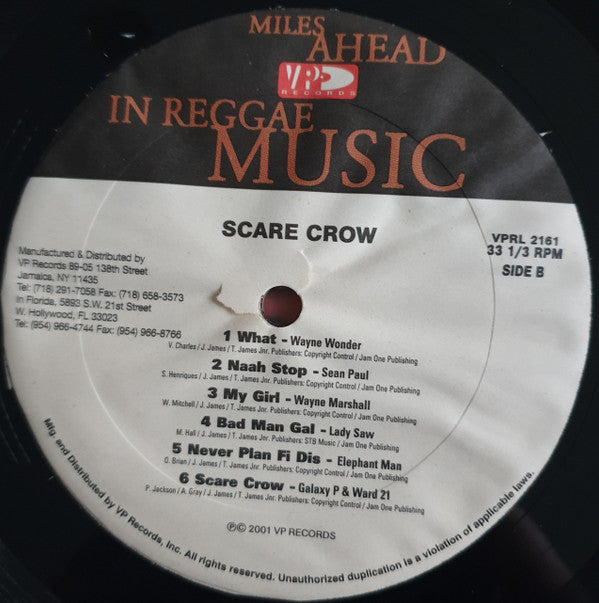 MILES
AHEAD
VP
RECORDS
IN REGGAE
MUSIC
SCARE CROW
VPRL 2161
33 1/3 RPM
SIDE B
Manufactured & Distributed by
VP Records 89-05 138th Street
Jamaica, NY 11435
Tel: (718) 291-7058 Fax: (718) 658-3573
In Florida, 5893 S.W. 21st Street
W. Hollywood, FL 33023
Tel: (954) 966-4744 Fax: (954) 966-8766
1 What - Wayne Wonder
V. Charles / J. James / T. James Jnr. Publishers: Copyright Control / Jam One Publishing
2 Naah Stop - Sean Paul
S. Henriques / J. James / T. James Jnr. Publishers: Copyright Control / Jam One Publishing
3 My Girl - Wayne Marshall
W. Mitchell / J. James / T. James Jnr. Publishers: Copyright Control / Jam One Publishing
4 Bad Man Gal - Lady Saw
M. Hall / J. James / T. James Jnr. Publishers: STB Music / Jam One Publishing
5 Never Plan Fi Dis - Elephant Man
O. Brian / J. James / T. James Jnr. Publishers: Copyright Control / Jam One Publishing
6 Scare Crow - Galaxy P & Ward 21
P. Jackson / A. Gray / J. James / T. James Jnr. Publishers: Copyright Control / Jam One Publishing
℗© 2001 VP RECORDS
Mfg. and Distributed by VP Records, Inc. All rights reserved. Unauthorized duplication is a violation of applicable laws.